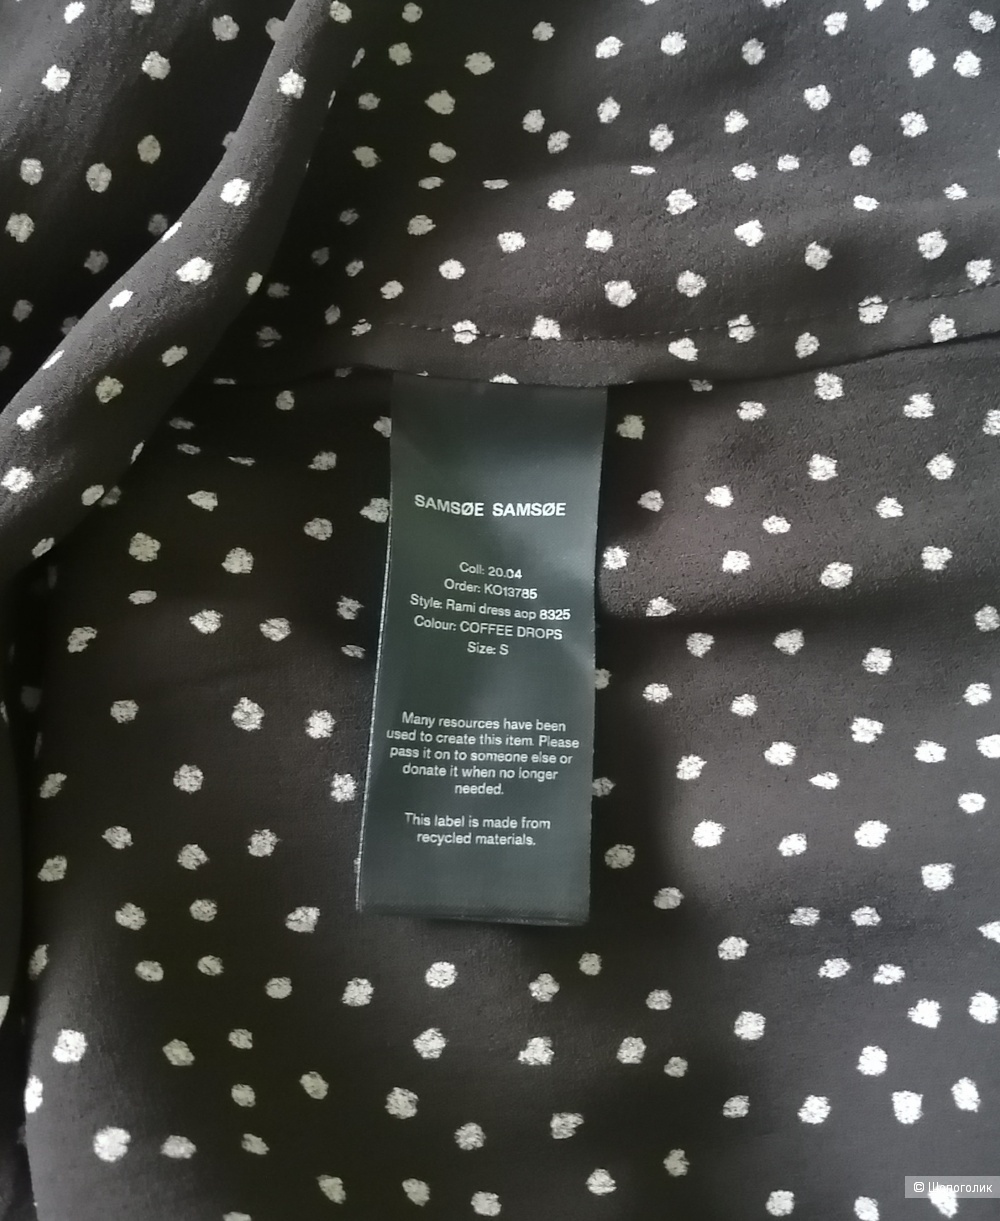 SAMSØE SAMSØE
Coll: 20.04
Order: KO13785
Style: Rami dress aop 8325
Colour: COFFEE DROPS
Size: S
Many resources have been
used to create this item. Please
pass it on to someone else or
donate it when no longer
needed.
This label is made from
recycled materials.
© Шопоголик